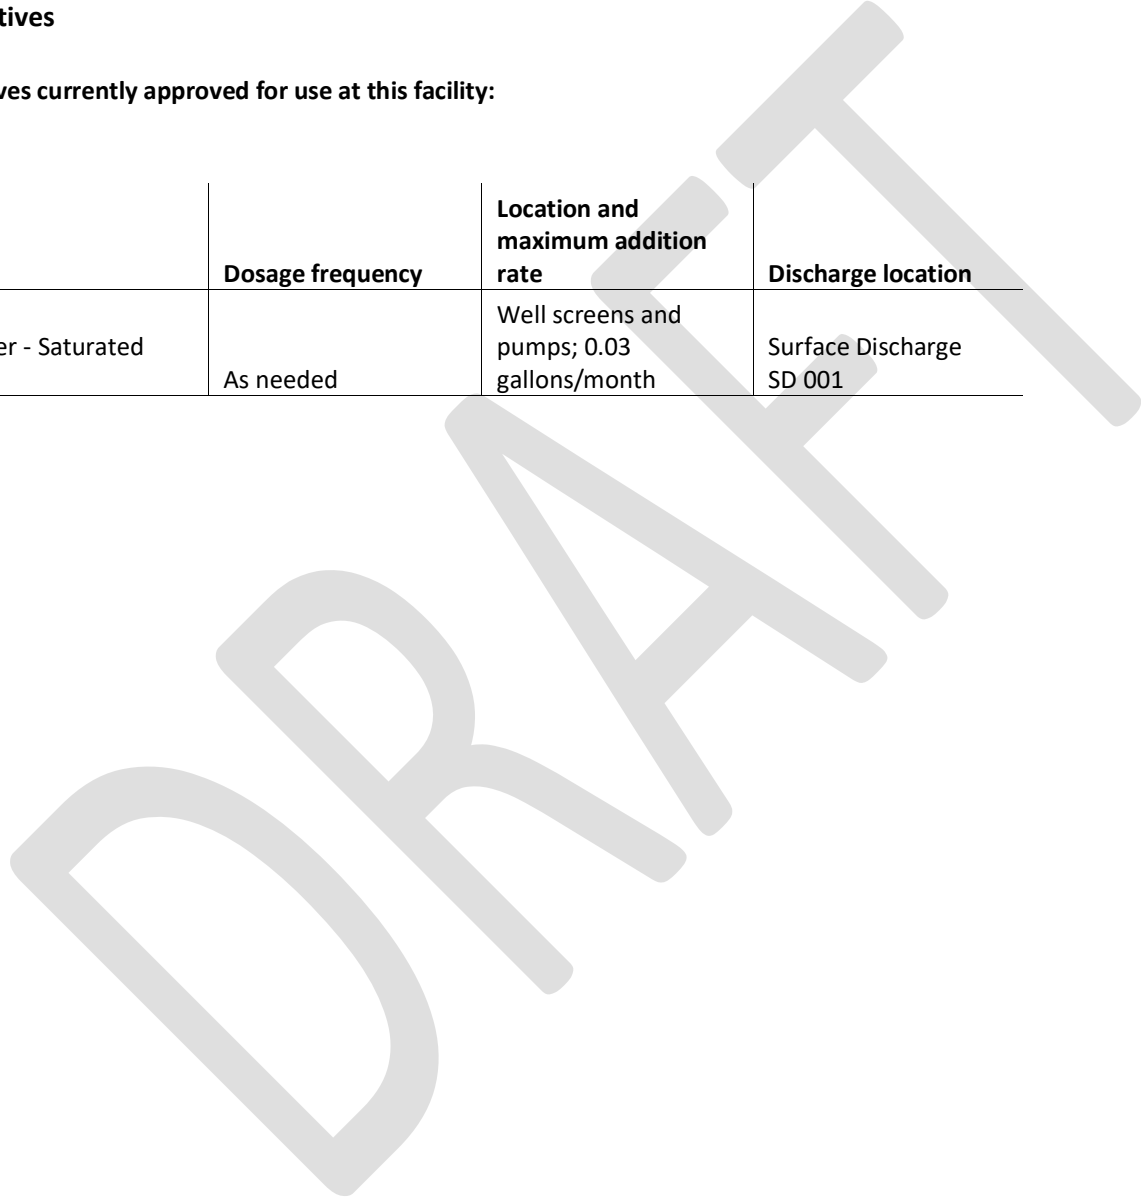 tives
ves currently approved for use at this facility:
Location and
maximum addition
Dosage frequency rate Discharge location
Well screens and
er - Saturated pumps; 0.03 Surface Discharge
As needed gallons/month SD 001
DRAFT